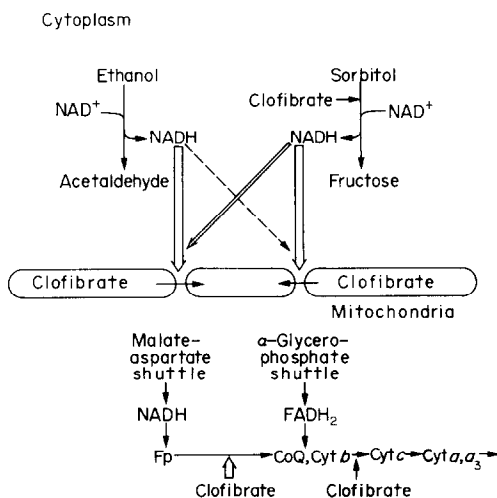 Cytoplasm
Ethanol
Sorbitol
Clofibrate
NAD⁺
NAD⁺
NADH
NADH
Acetaldehyde
Fructose
Clofibrate
Clofibrate
Mitochondria
Malate-
aspartate
shuttle
α-Glycero-
phosphate
shuttle
NADH
FADH₂
Fp
CoQ,Cyt b
Cyt c
Cyt a,a₃
Clofibrate
Clofibrate